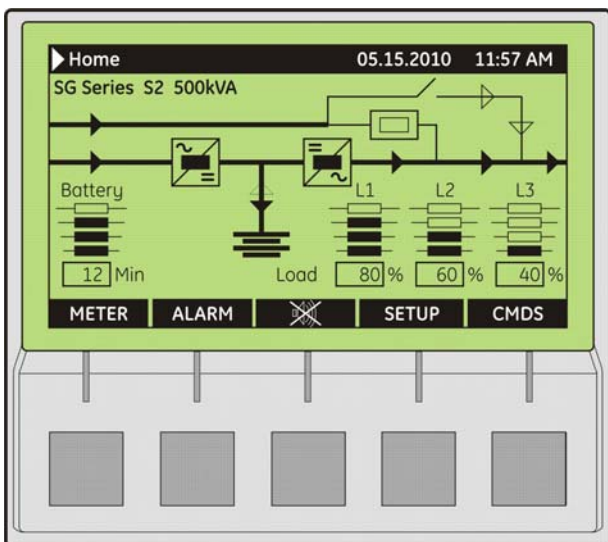 Home 05.15.2010 11:57 AM
SG Series S2 500kVA
Battery L1 L2 L3
12 Min Load 80 % 60 % 40 %
METER ALARM SETUP CMDS